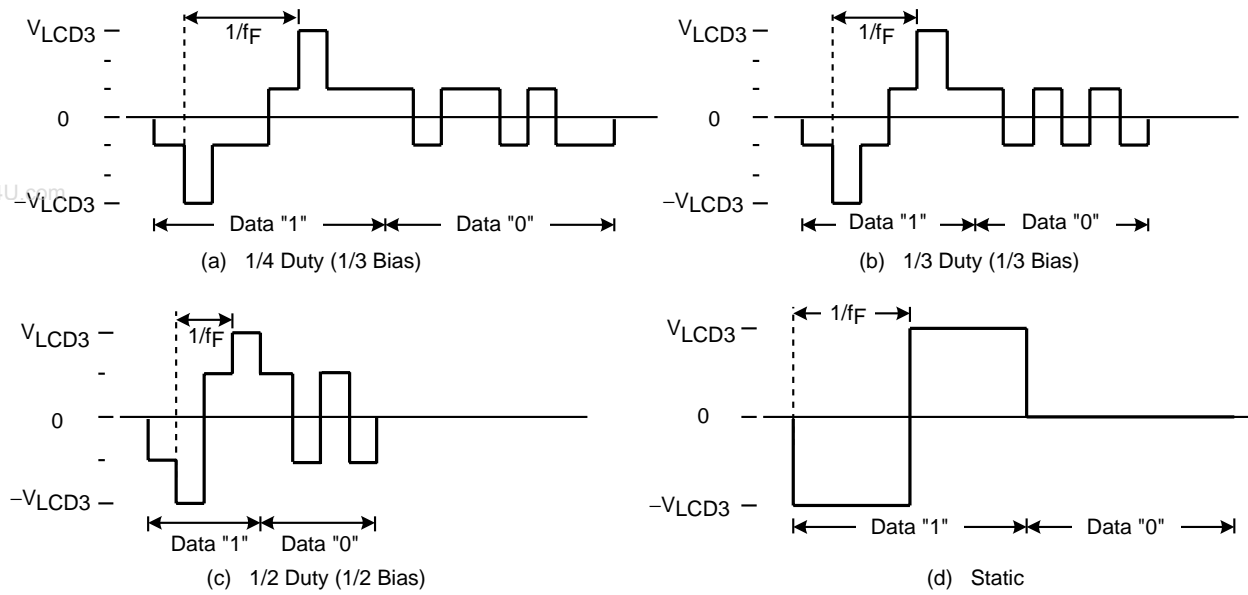 VLCD3
1/fF
0
4U.com
−VLCD3
Data "1"
Data "0"
(a) 1/4 Duty (1/3 Bias)
VLCD3
1/fF
0
−VLCD3
Data "1"
Data "0"
(b) 1/3 Duty (1/3 Bias)
VLCD3
1/fF
0
−VLCD3
Data "1"
Data "0"
(c) 1/2 Duty (1/2 Bias)
VLCD3
1/fF
0
−VLCD3
Data "1"
Data "0"
(d) Static